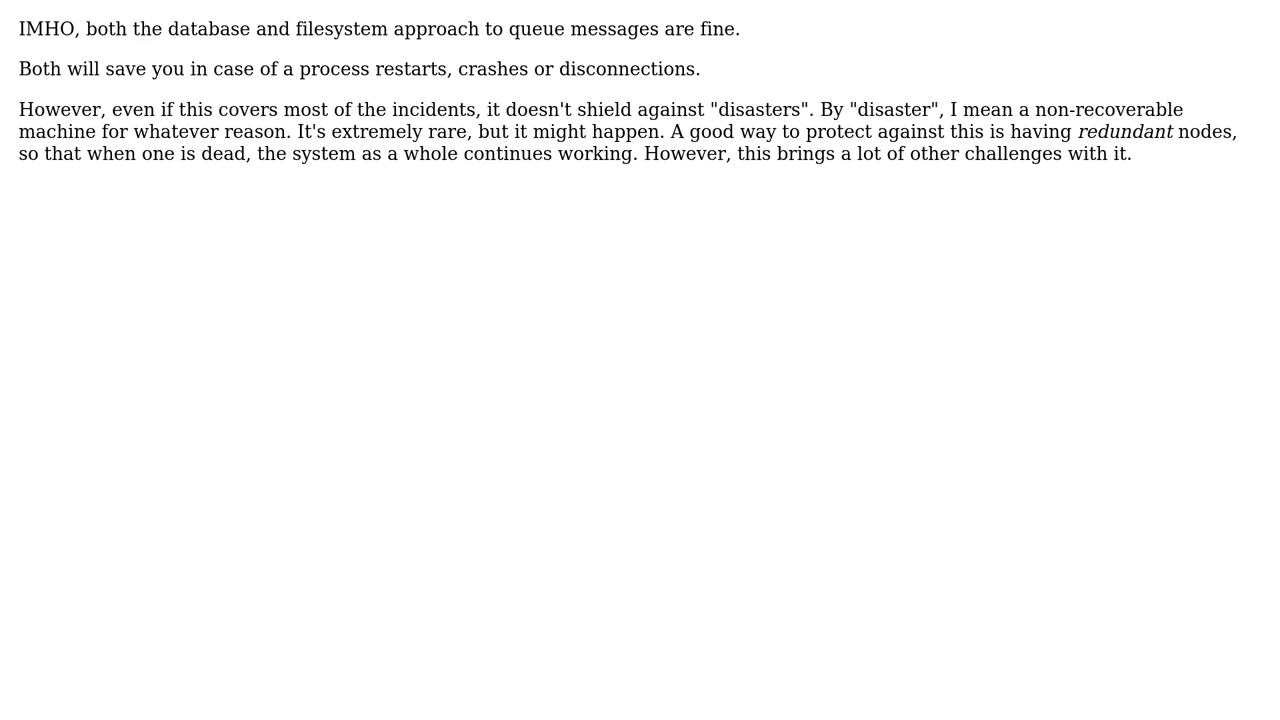 IMHO, both the database and filesystem approach to queue messages are fine.
Both will save you in case of a process restarts, crashes or disconnections.
However, even if this covers most of the incidents, it doesn't shield against "disasters". By "disaster", I mean a non-recoverable
machine for whatever reason. It's extremely rare, but it might happen. A good way to protect against this is having redundant nodes,
so that when one is dead, the system as a whole continues working. However, this brings a lot of other challenges with it.